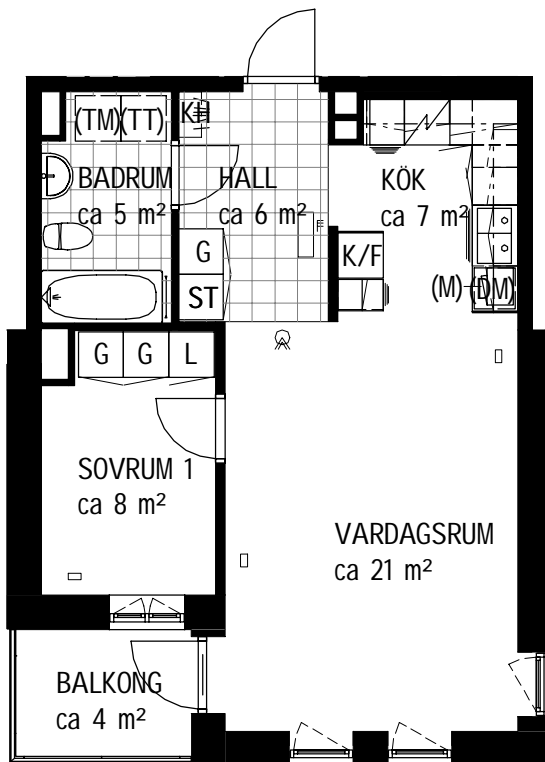 KH
(TM) (TT)
BADRUM
ca 5 m²
HALL
ca 6 m²
KÖK
ca 7 m²
G
ST
K/F
(M) (DM)
G G L
SOVRUM 1
ca 8 m²
VARDAGSRUM
ca 21 m²
BALKONG
ca 4 m²